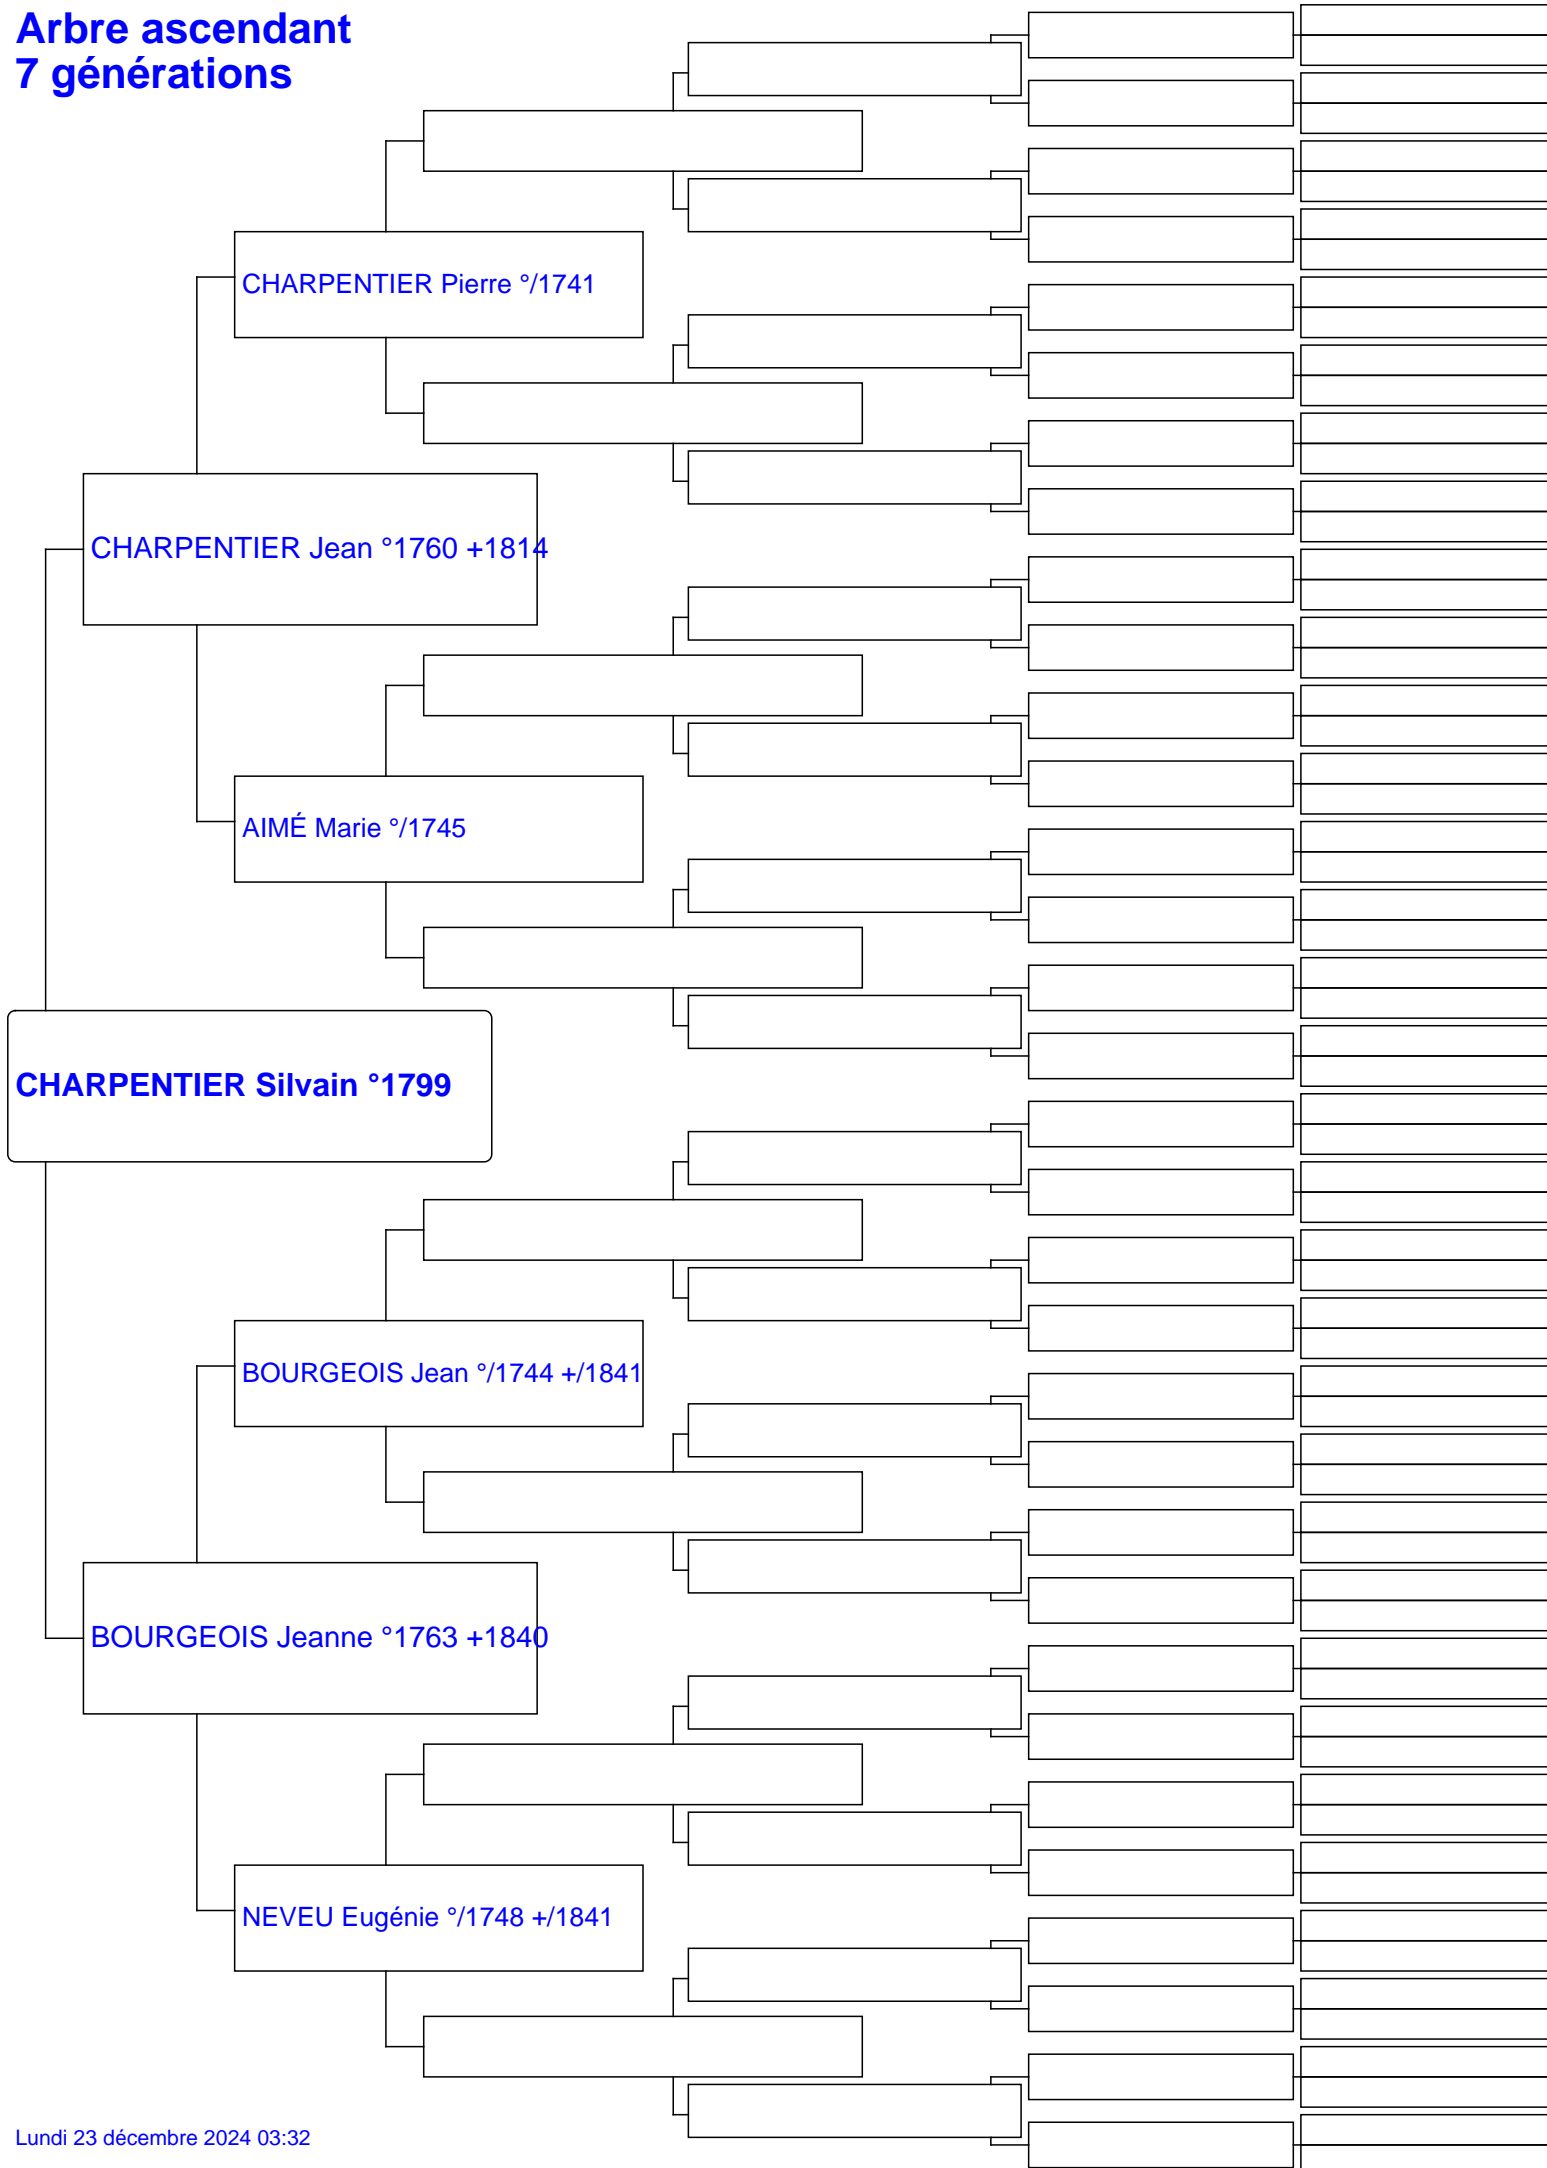 Arbre ascendant
7 générations
CHARPENTIER Pierre °/1741
CHARPENTIER Jean °1760 +1814
AIMÉ Marie °/1745
CHARPENTIER Silvain °1799
BOURGEOIS Jean °/1744 +/1841
BOURGEOIS Jeanne °1763 +1840
NEVEU Eugénie °/1748 +/1841
Lundi 23 décembre 2024 03:32